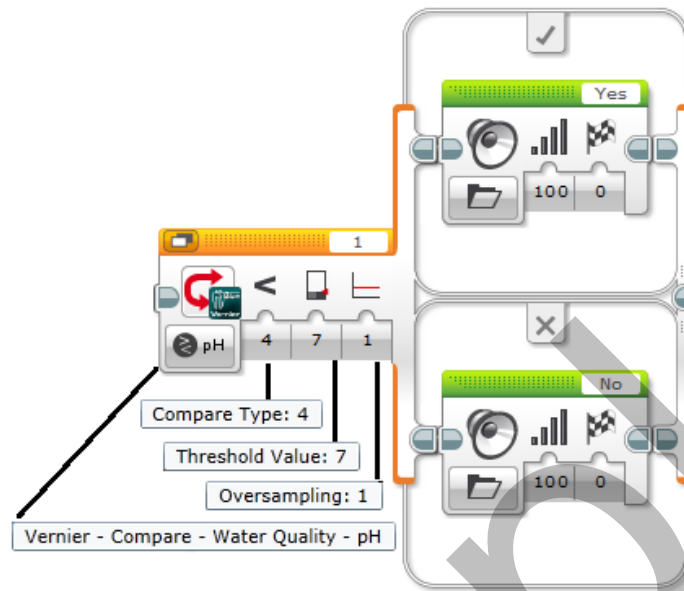 Yes
100 0
1
Vernier
<
pH 4 7 1
No
100 0
Compare Type: 4
Threshold Value: 7
Oversampling: 1
Vernier - Compare - Water Quality - pH